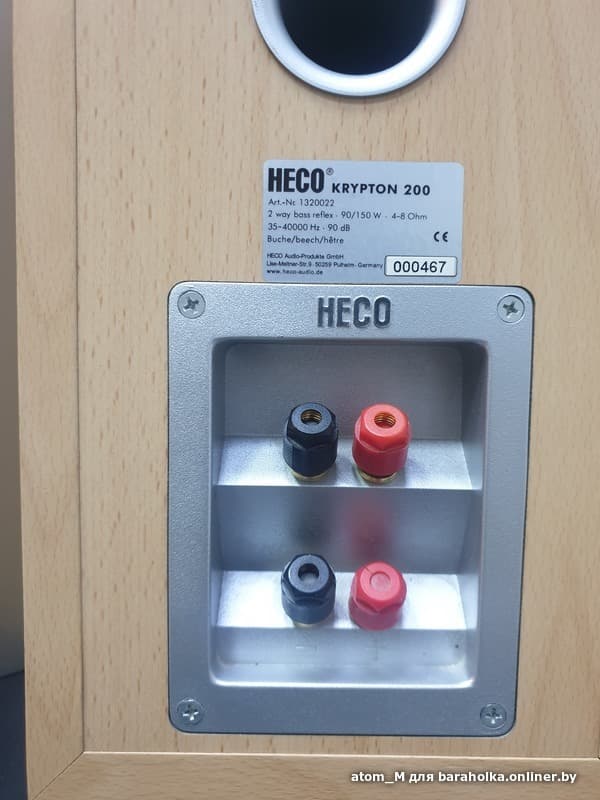 HECO® KRYPTON 200
Art.-Nr. 1320022
2 way bass reflex · 90/150 W · 4-8 Ohm
35-40000 Hz · 90 dB
Buche/beech/hêtre CE
HECO Audio-Produkte GmbH
Lise-Meitner-Str.9 · 50259 Pulheim · Germany
www.heco-audio.de
000467
HECO
atom_M для baraholka.onliner.by